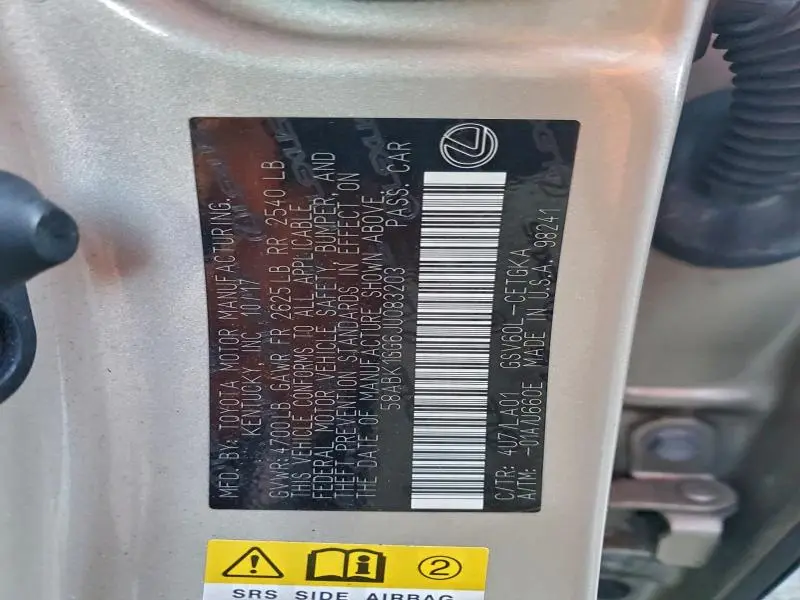 MFD. BY: TOYOTA MOTOR MANUFACTURING,
KENTUCKY, INC. 10/17
GVWR: 4700 LB GAWR FR 2625 LB RR 2540 LB
THIS VEHICLE CONFORMS TO ALL APPLICABLE
FEDERAL MOTOR VEHICLE SAFETY, BUMPER, AND
THEFT PREVENTION STANDARDS IN EFFECT ON
THE DATE OF MANUFACTURE SHOWN ABOVE
58ABK1GG6JU083203 PASS. CAR
C/TR: 4U7/LA01 GSV60L-CETGKA
A/TM: -01A/U660E MADE IN U.S.A. 98241
2
SRS SIDE AIRBAG